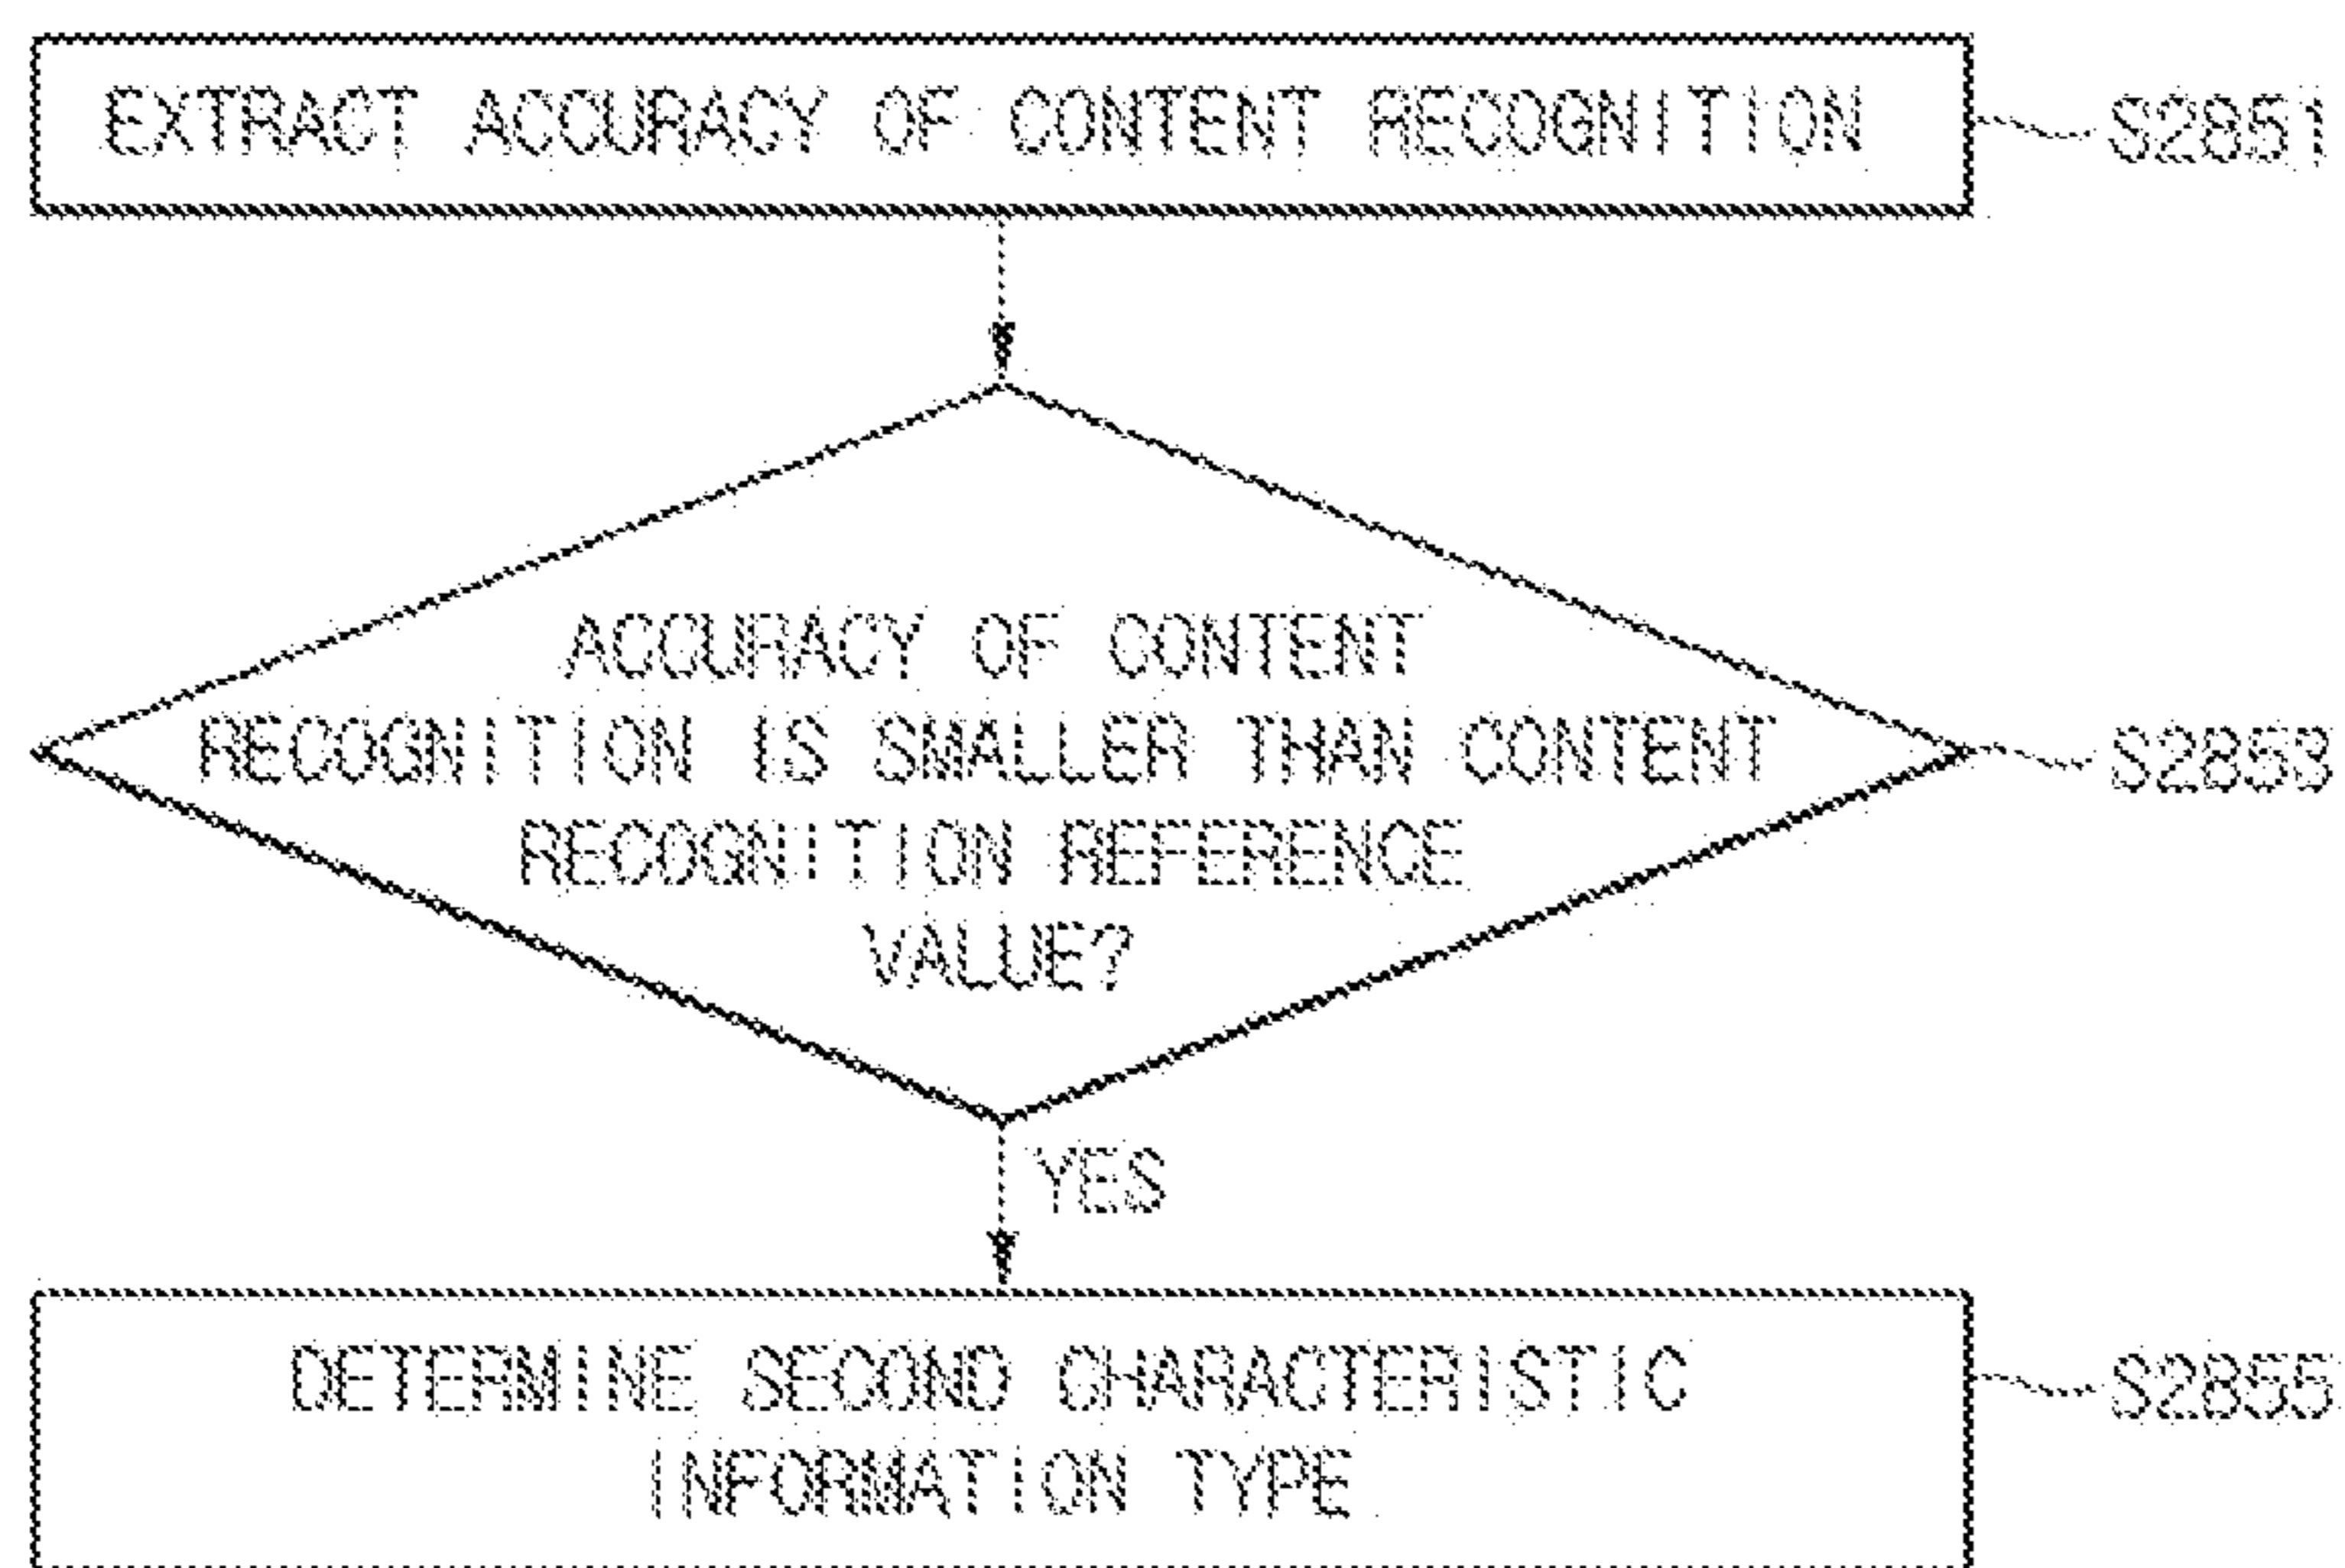 EXTRACT ACCURACY OF CONTENT RECOGNITION
S2851
ACCURACY OF CONTENT
RECOGNITION IS SMALLER THAN CONTENT
RECOGNITION REFERENCE
VALUE?
S2853
YES
DETERMINE SECOND CHARACTERISTIC
INFORMATION TYPE
S2855